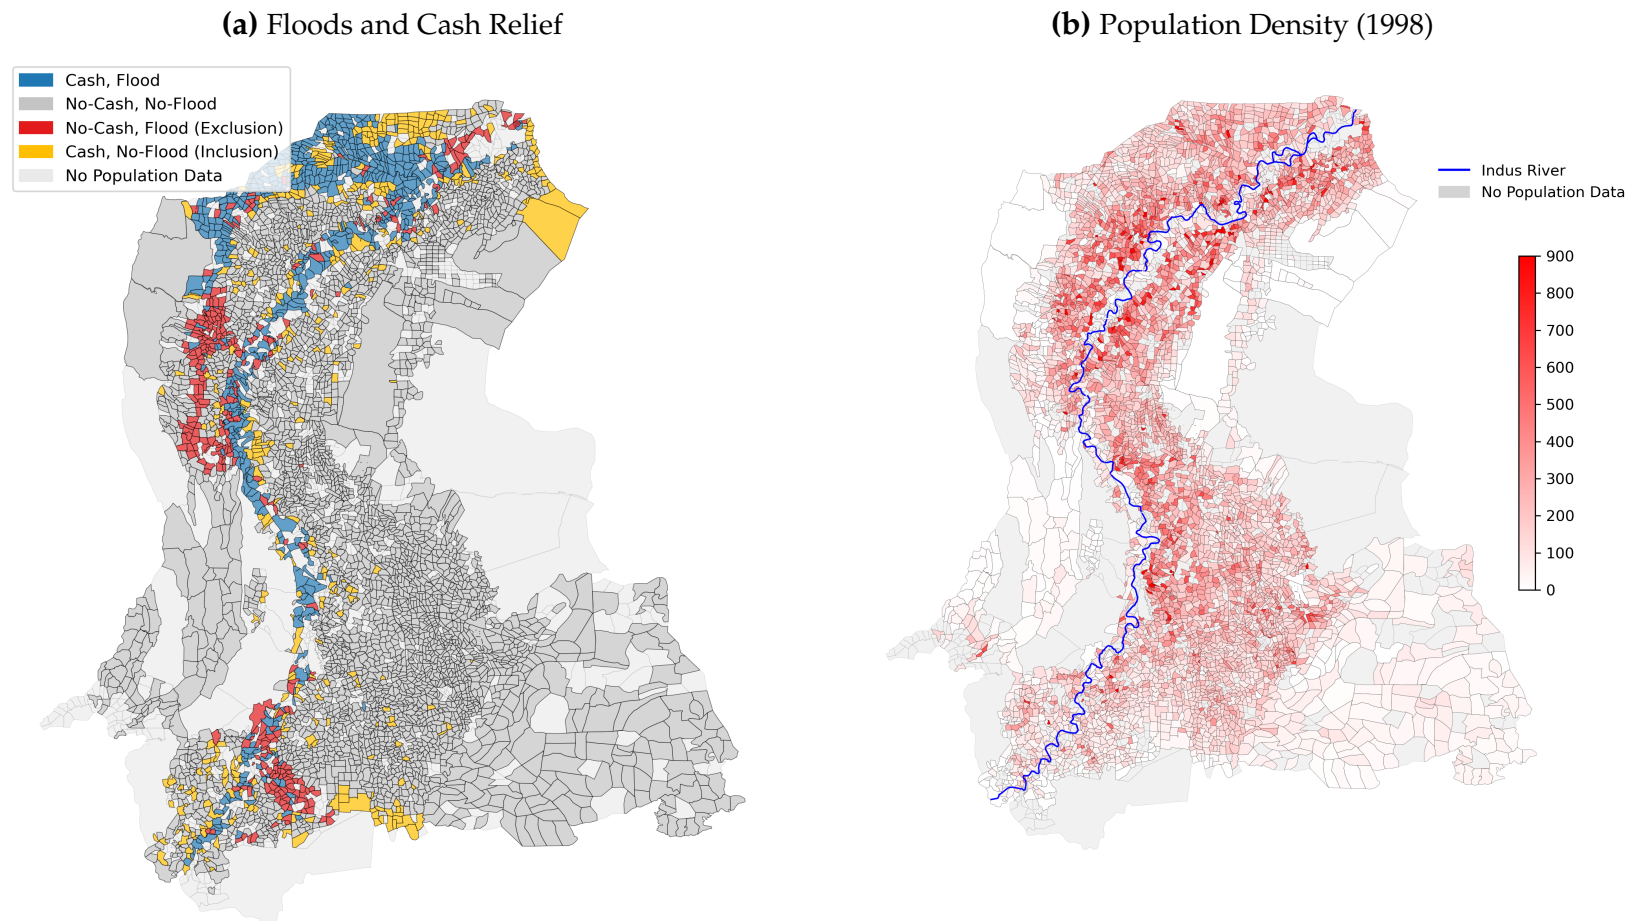 (a) Floods and Cash Relief
Cash, Flood
No-Cash, No-Flood
No-Cash, Flood (Exclusion)
Cash, No-Flood (Inclusion)
No Population Data
(b) Population Density (1998)
Indus River
No Population Data
900
800
700
600
500
400
300
200
100
0